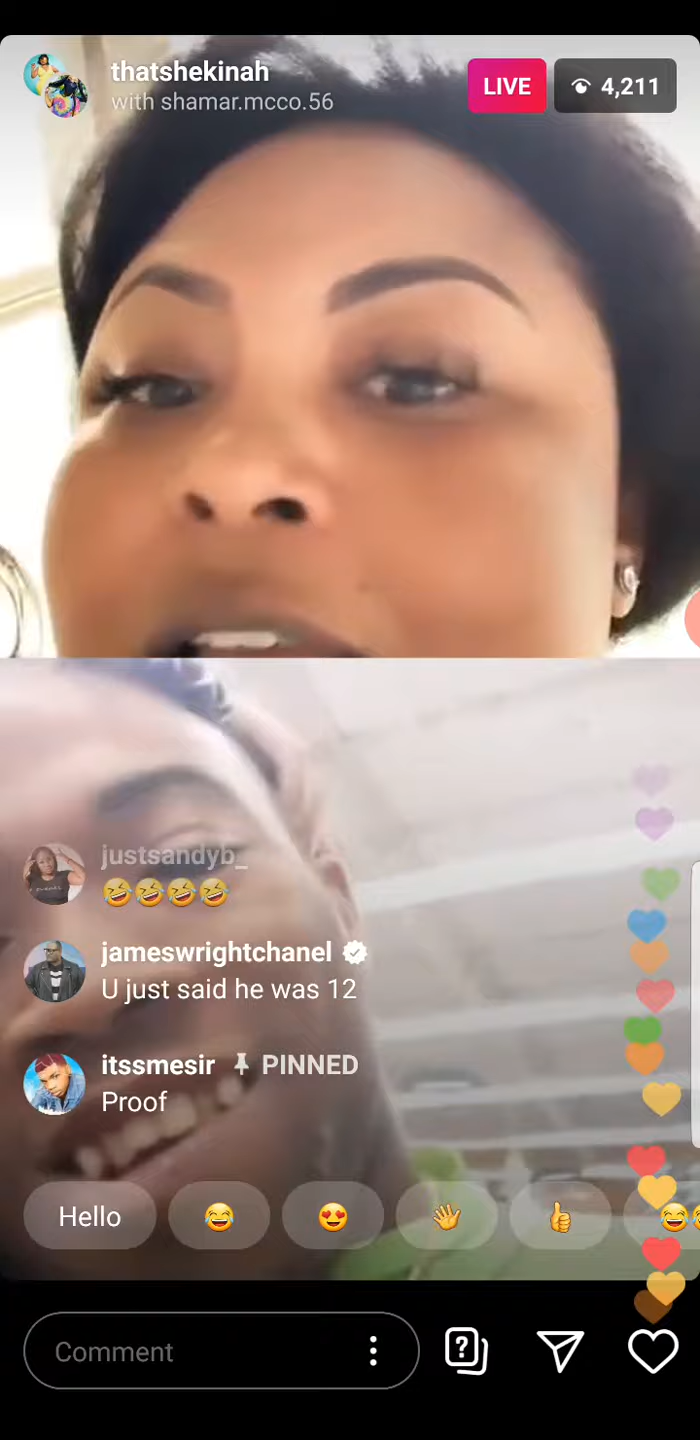 thatshekinah
with shamar.mcco.56
LIVE
4,211
justsandyb_
🤣🤣🤣🤣
jameswrightchanel
U just said he was 12
itssmesir PINNED
Proof
Hello
Comment